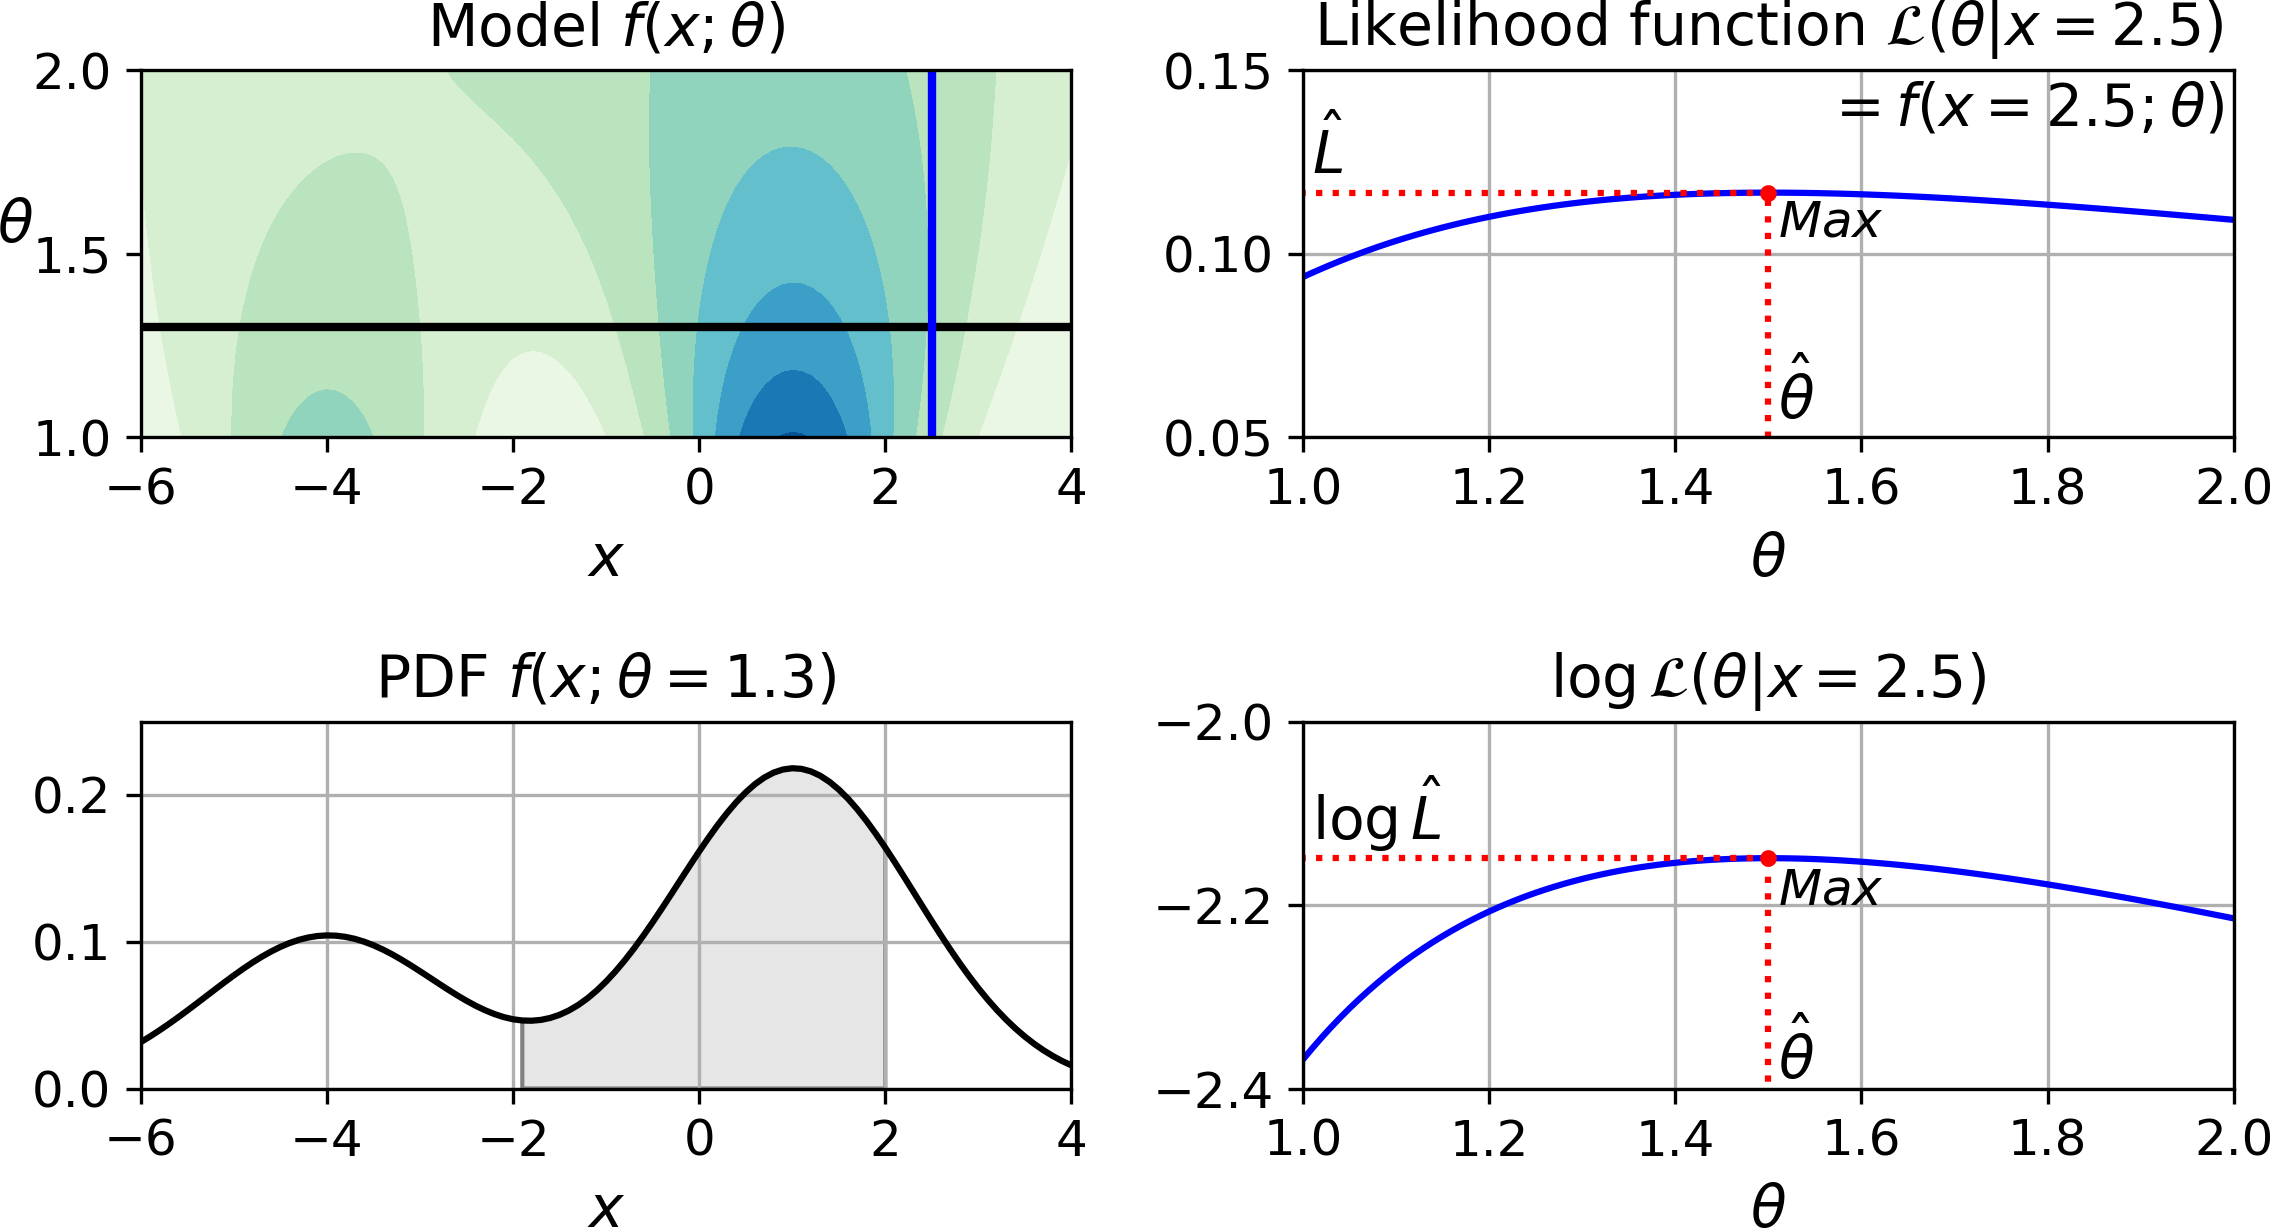 Model f(x; θ)
2.0
1.5
1.0
θ
−6 −4 −2 0 2 4
x
Likelihood function ℒ(θ|x = 2.5)
= f(x = 2.5; θ)
0.15
0.10
0.05
L̂
Max
θ̂
1.0 1.2 1.4 1.6 1.8 2.0
θ
PDF f(x; θ = 1.3)
0.2
0.1
0.0
−6 −4 −2 0 2 4
x
log ℒ(θ|x = 2.5)
−2.0
−2.2
−2.4
log L̂
Max
θ̂
1.0 1.2 1.4 1.6 1.8 2.0
θ